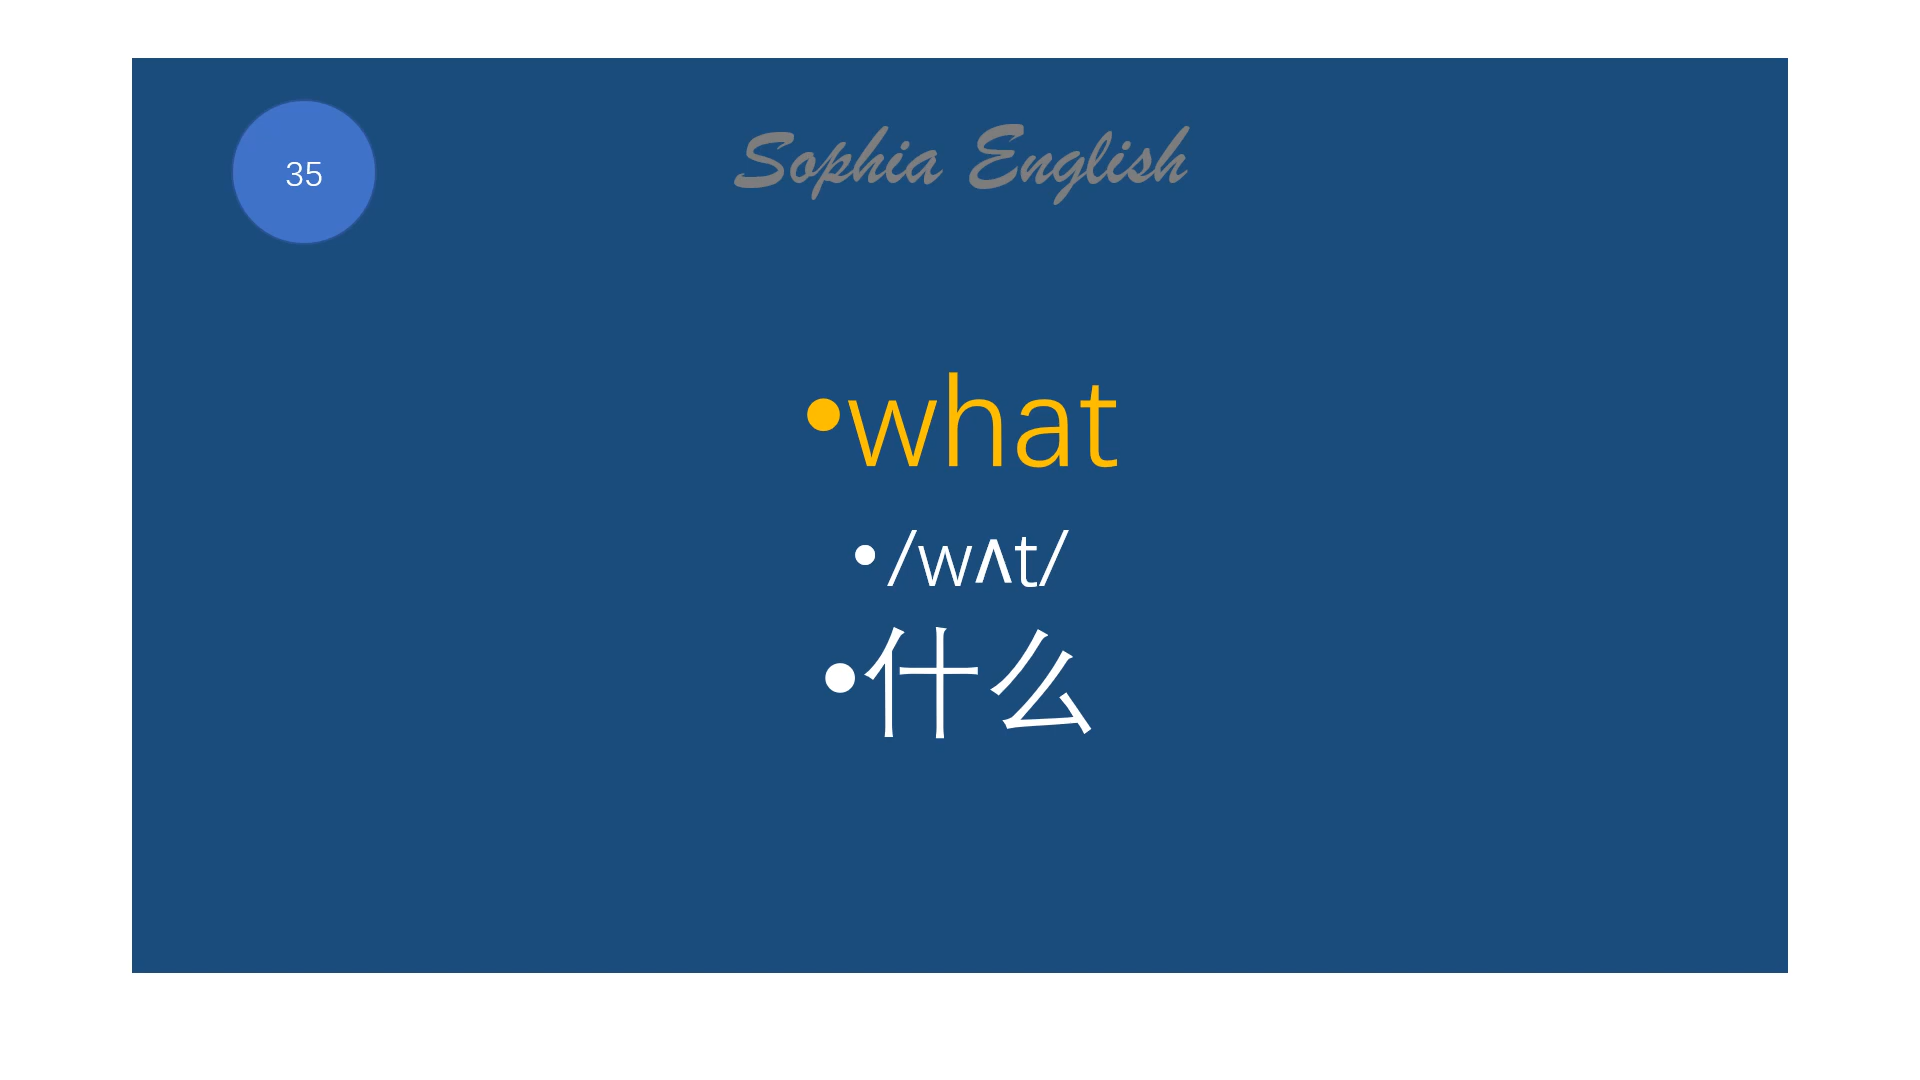 35
Sophia English
•what
•/wʌt/
•什么